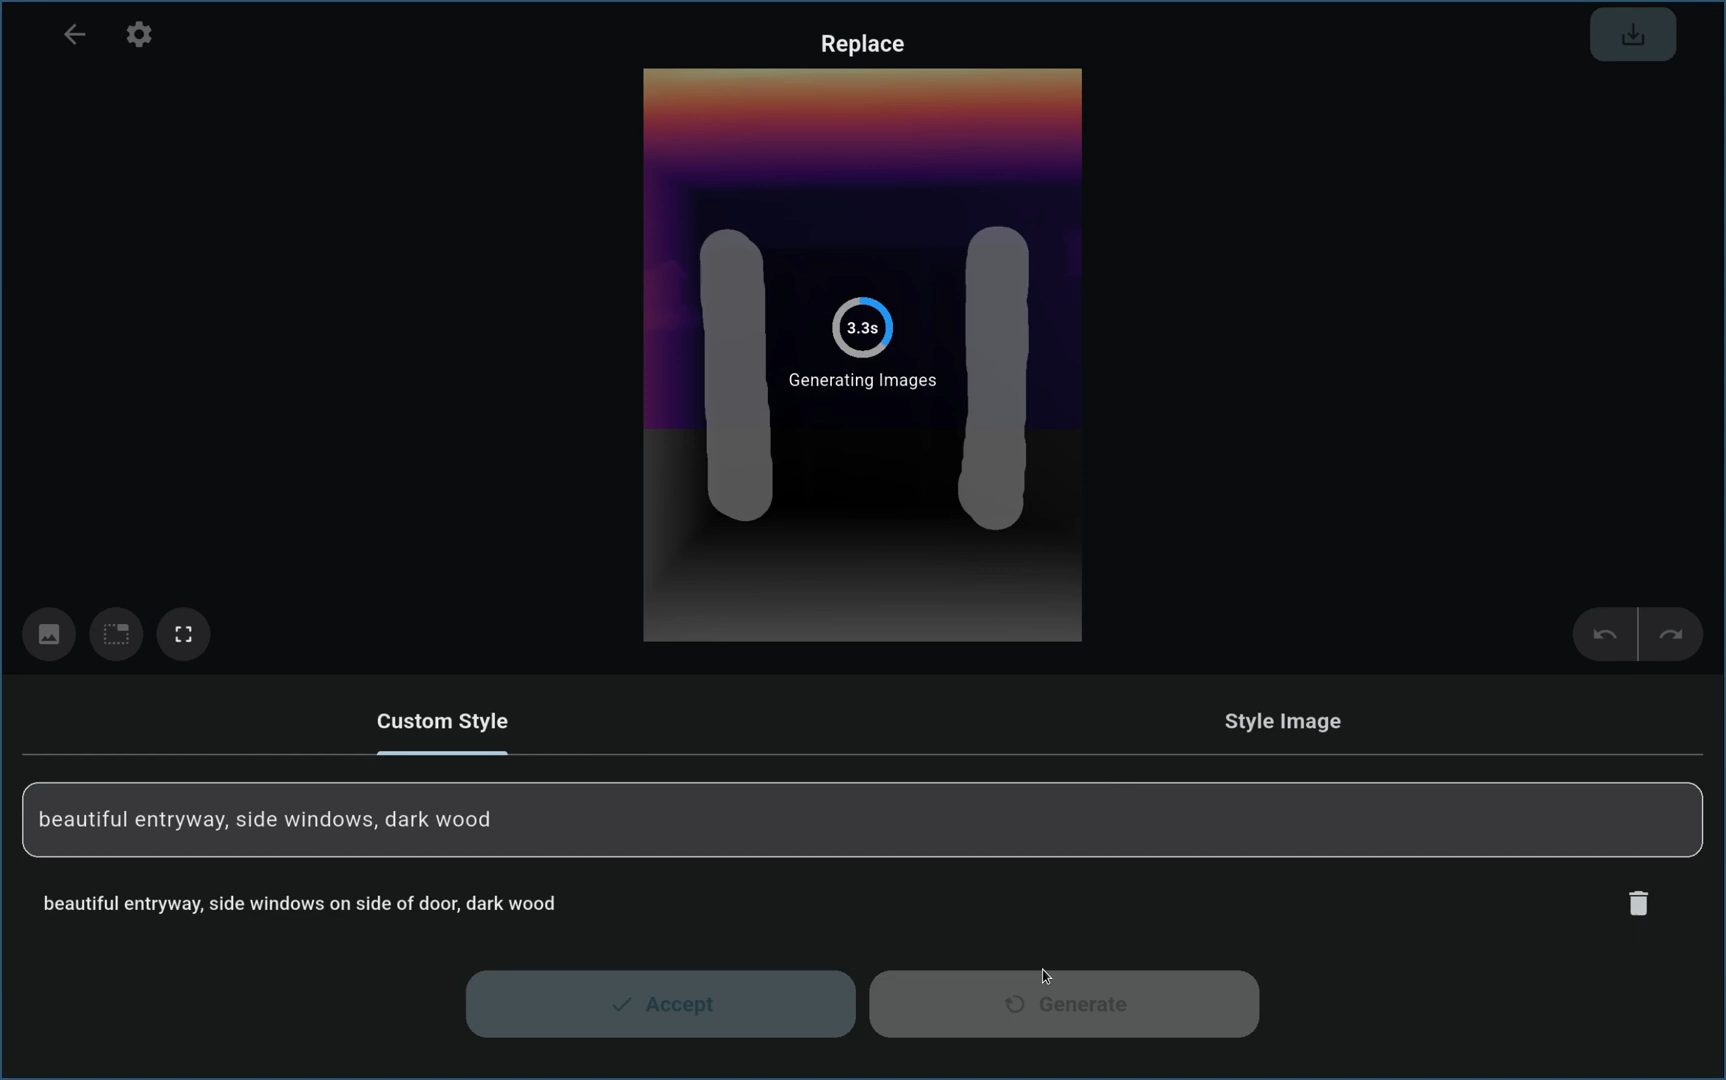 Replace
3.3s
Generating Images
Custom Style
Style Image
beautiful entryway, side windows, dark wood
beautiful entryway, side windows on side of door, dark wood
Accept
Generate